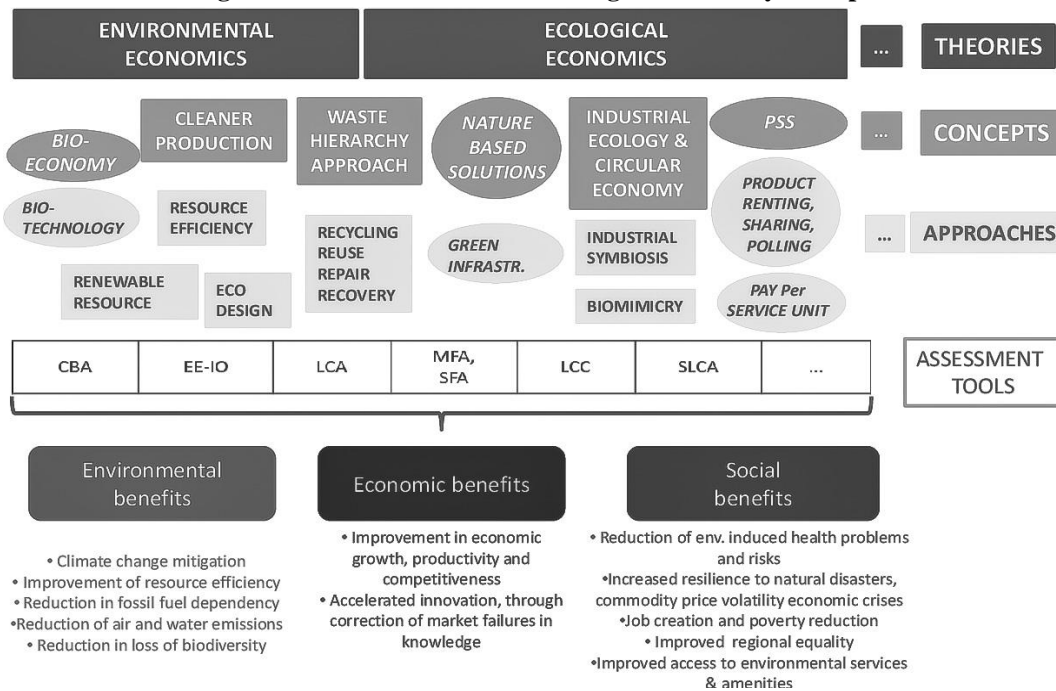 ENVIRONMENTAL
ECONOMICS
ECOLOGICAL
ECONOMICS
...
THEORIES
BIO-
ECONOMY
CLEANER
PRODUCTION
WASTE
HIERARCHY
APPROACH
NATURE
BASED
SOLUTIONS
INDUSTRIAL
ECOLOGY &
CIRCULAR
ECONOMY
PSS
...
CONCEPTS
BIO-
TECHNOLOGY
RESOURCE
EFFICIENCY
RENEWABLE
RESOURCE
ECO
DESIGN
RECYCLING
REUSE
REPAIR
RECOVERY
GREEN
INFRASTR.
INDUSTRIAL
SYMBIOSIS
BIOMIMICRY
PRODUCT
RENTING,
SHARING,
POLLING
PAY Per
SERVICE UNIT
...
APPROACHES
CBA
EE-IO
LCA
MFA,
SFA
LCC
SLCA
...
ASSESSMENT
TOOLS
Environmental
benefits
• Climate change mitigation
• Improvement of resource efficiency
• Reduction in fossil fuel dependency
•Reduction of air and water emissions
• Reduction in loss of biodiversity
Economic benefits
• Improvement in economic
growth, productivity and
competitiveness
• Accelerated innovation, through
correction of market failures in
knowledge
Social
benefits
• Reduction of env. induced health problems
and risks
•Increased resilience to natural disasters,
commodity price volatility economic crises
•Job creation and poverty reduction
• Improved regional equality
•Improved access to environmental services
& amenities